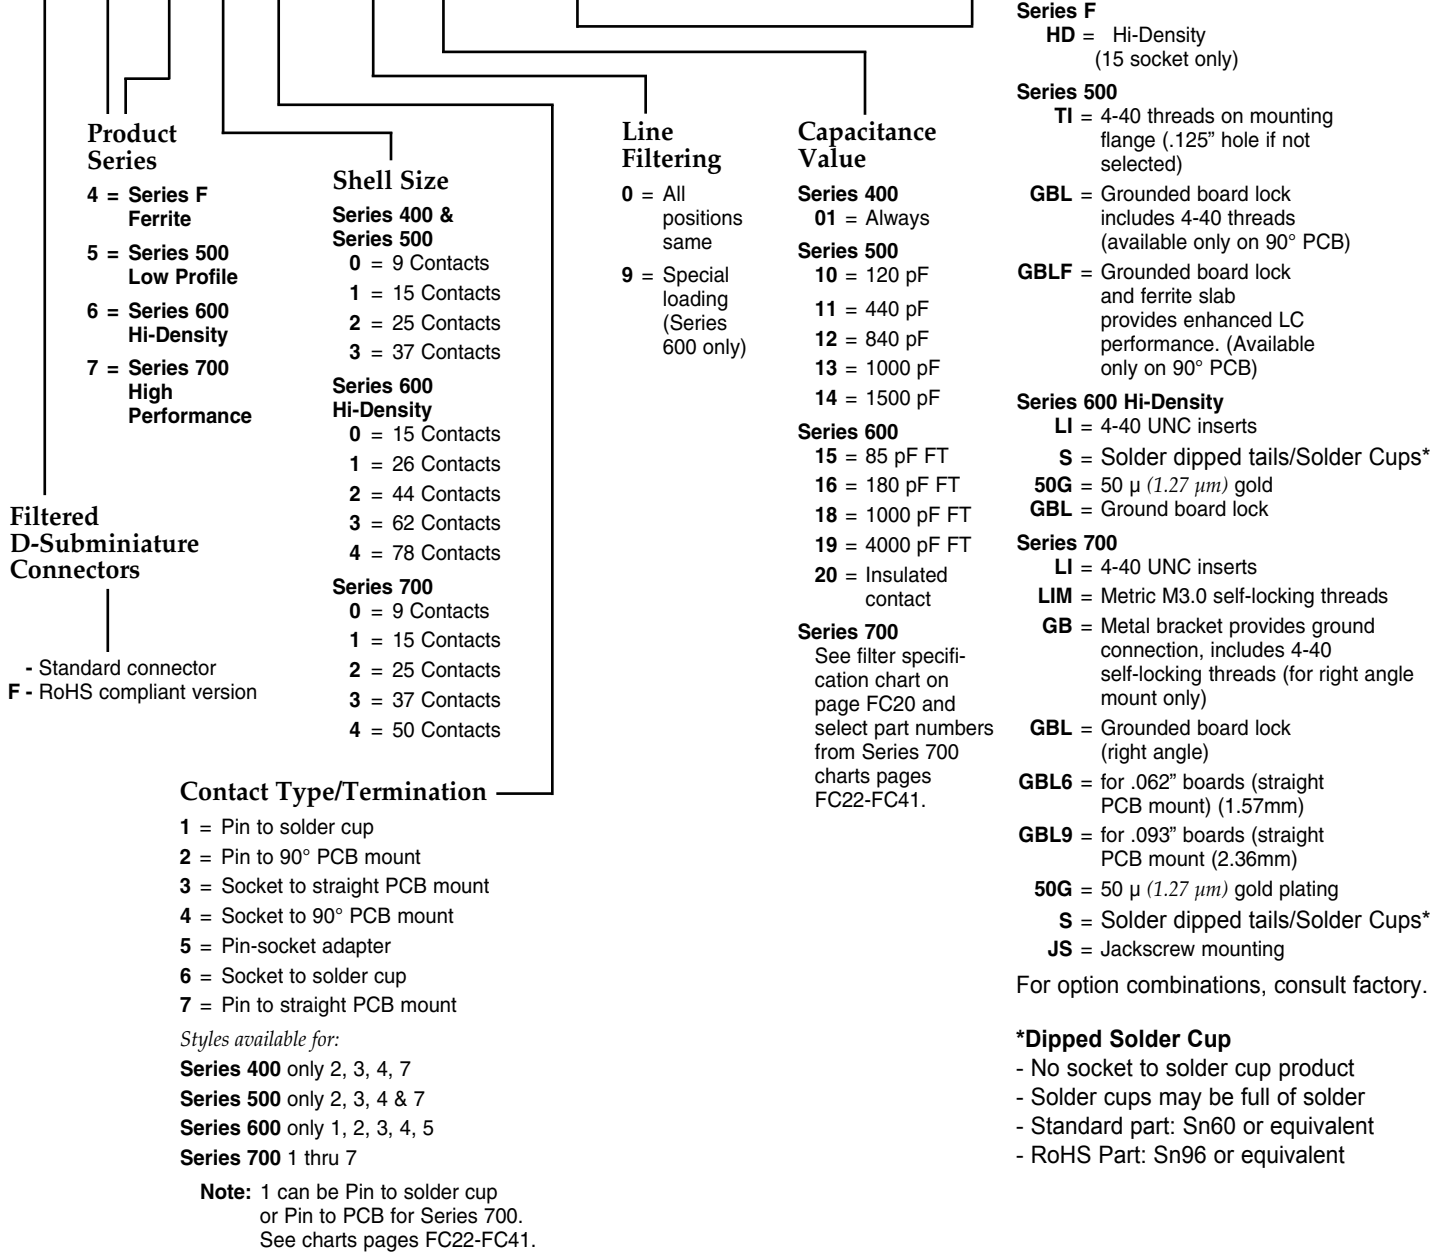 Product
Series
4 = Series F
Ferrite
5 = Series 500
Low Profile
6 = Series 600
Hi-Density
7 = Series 700
High
Performance
Filtered
D-Subminiature
Connectors
- Standard connector
F - RoHS compliant version
Shell Size
Series 400 &
Series 500
0 = 9 Contacts
1 = 15 Contacts
2 = 25 Contacts
3 = 37 Contacts
Series 600
Hi-Density
0 = 15 Contacts
1 = 26 Contacts
2 = 44 Contacts
3 = 62 Contacts
4 = 78 Contacts
Series 700
0 = 9 Contacts
1 = 15 Contacts
2 = 25 Contacts
3 = 37 Contacts
4 = 50 Contacts
Contact Type/Termination
1 = Pin to solder cup
2 = Pin to 90° PCB mount
3 = Socket to straight PCB mount
4 = Socket to 90° PCB mount
5 = Pin-socket adapter
6 = Socket to solder cup
7 = Pin to straight PCB mount
Styles available for:
Series 400 only 2, 3, 4, 7
Series 500 only 2, 3, 4 & 7
Series 600 only 1, 2, 3, 4, 5
Series 700 1 thru 7
Note: 1 can be Pin to solder cup
or Pin to PCB for Series 700.
See charts pages FC22-FC41.
Line
Filtering
0 = All
positions
same
9 = Special
loading
(Series
600 only)
Capacitance
Value
Series 400
01 = Always
Series 500
10 = 120 pF
11 = 440 pF
12 = 840 pF
13 = 1000 pF
14 = 1500 pF
Series 600
15 = 85 pF FT
16 = 180 pF FT
18 = 1000 pF FT
19 = 4000 pF FT
20 = Insulated
contact
Series 700
See filter specifi-
cation chart on
page FC20 and
select part numbers
from Series 700
charts pages
FC22-FC41.
Series F
HD = Hi-Density
(15 socket only)
Series 500
TI = 4-40 threads on mounting
flange (.125" hole if not
selected)
GBL = Grounded board lock
includes 4-40 threads
(available only on 90° PCB)
GBLF = Grounded board lock
and ferrite slab
provides enhanced LC
performance. (Available
only on 90° PCB)
Series 600 Hi-Density
LI = 4-40 UNC inserts
S = Solder dipped tails/Solder Cups*
50G = 50 µ (1.27 µm) gold
GBL = Ground board lock
Series 700
LI = 4-40 UNC inserts
LIM = Metric M3.0 self-locking threads
GB = Metal bracket provides ground
connection, includes 4-40
self-locking threads (for right angle
mount only)
GBL = Grounded board lock
(right angle)
GBL6 = for .062" boards (straight
PCB mount) (1.57mm)
GBL9 = for .093" boards (straight
PCB mount (2.36mm)
50G = 50 µ (1.27 µm) gold plating
S = Solder dipped tails/Solder Cups*
JS = Jackscrew mounting
For option combinations, consult factory.
*Dipped Solder Cup
- No socket to solder cup product
- Solder cups may be full of solder
- Standard part: Sn60 or equivalent
- RoHS Part: Sn96 or equivalent